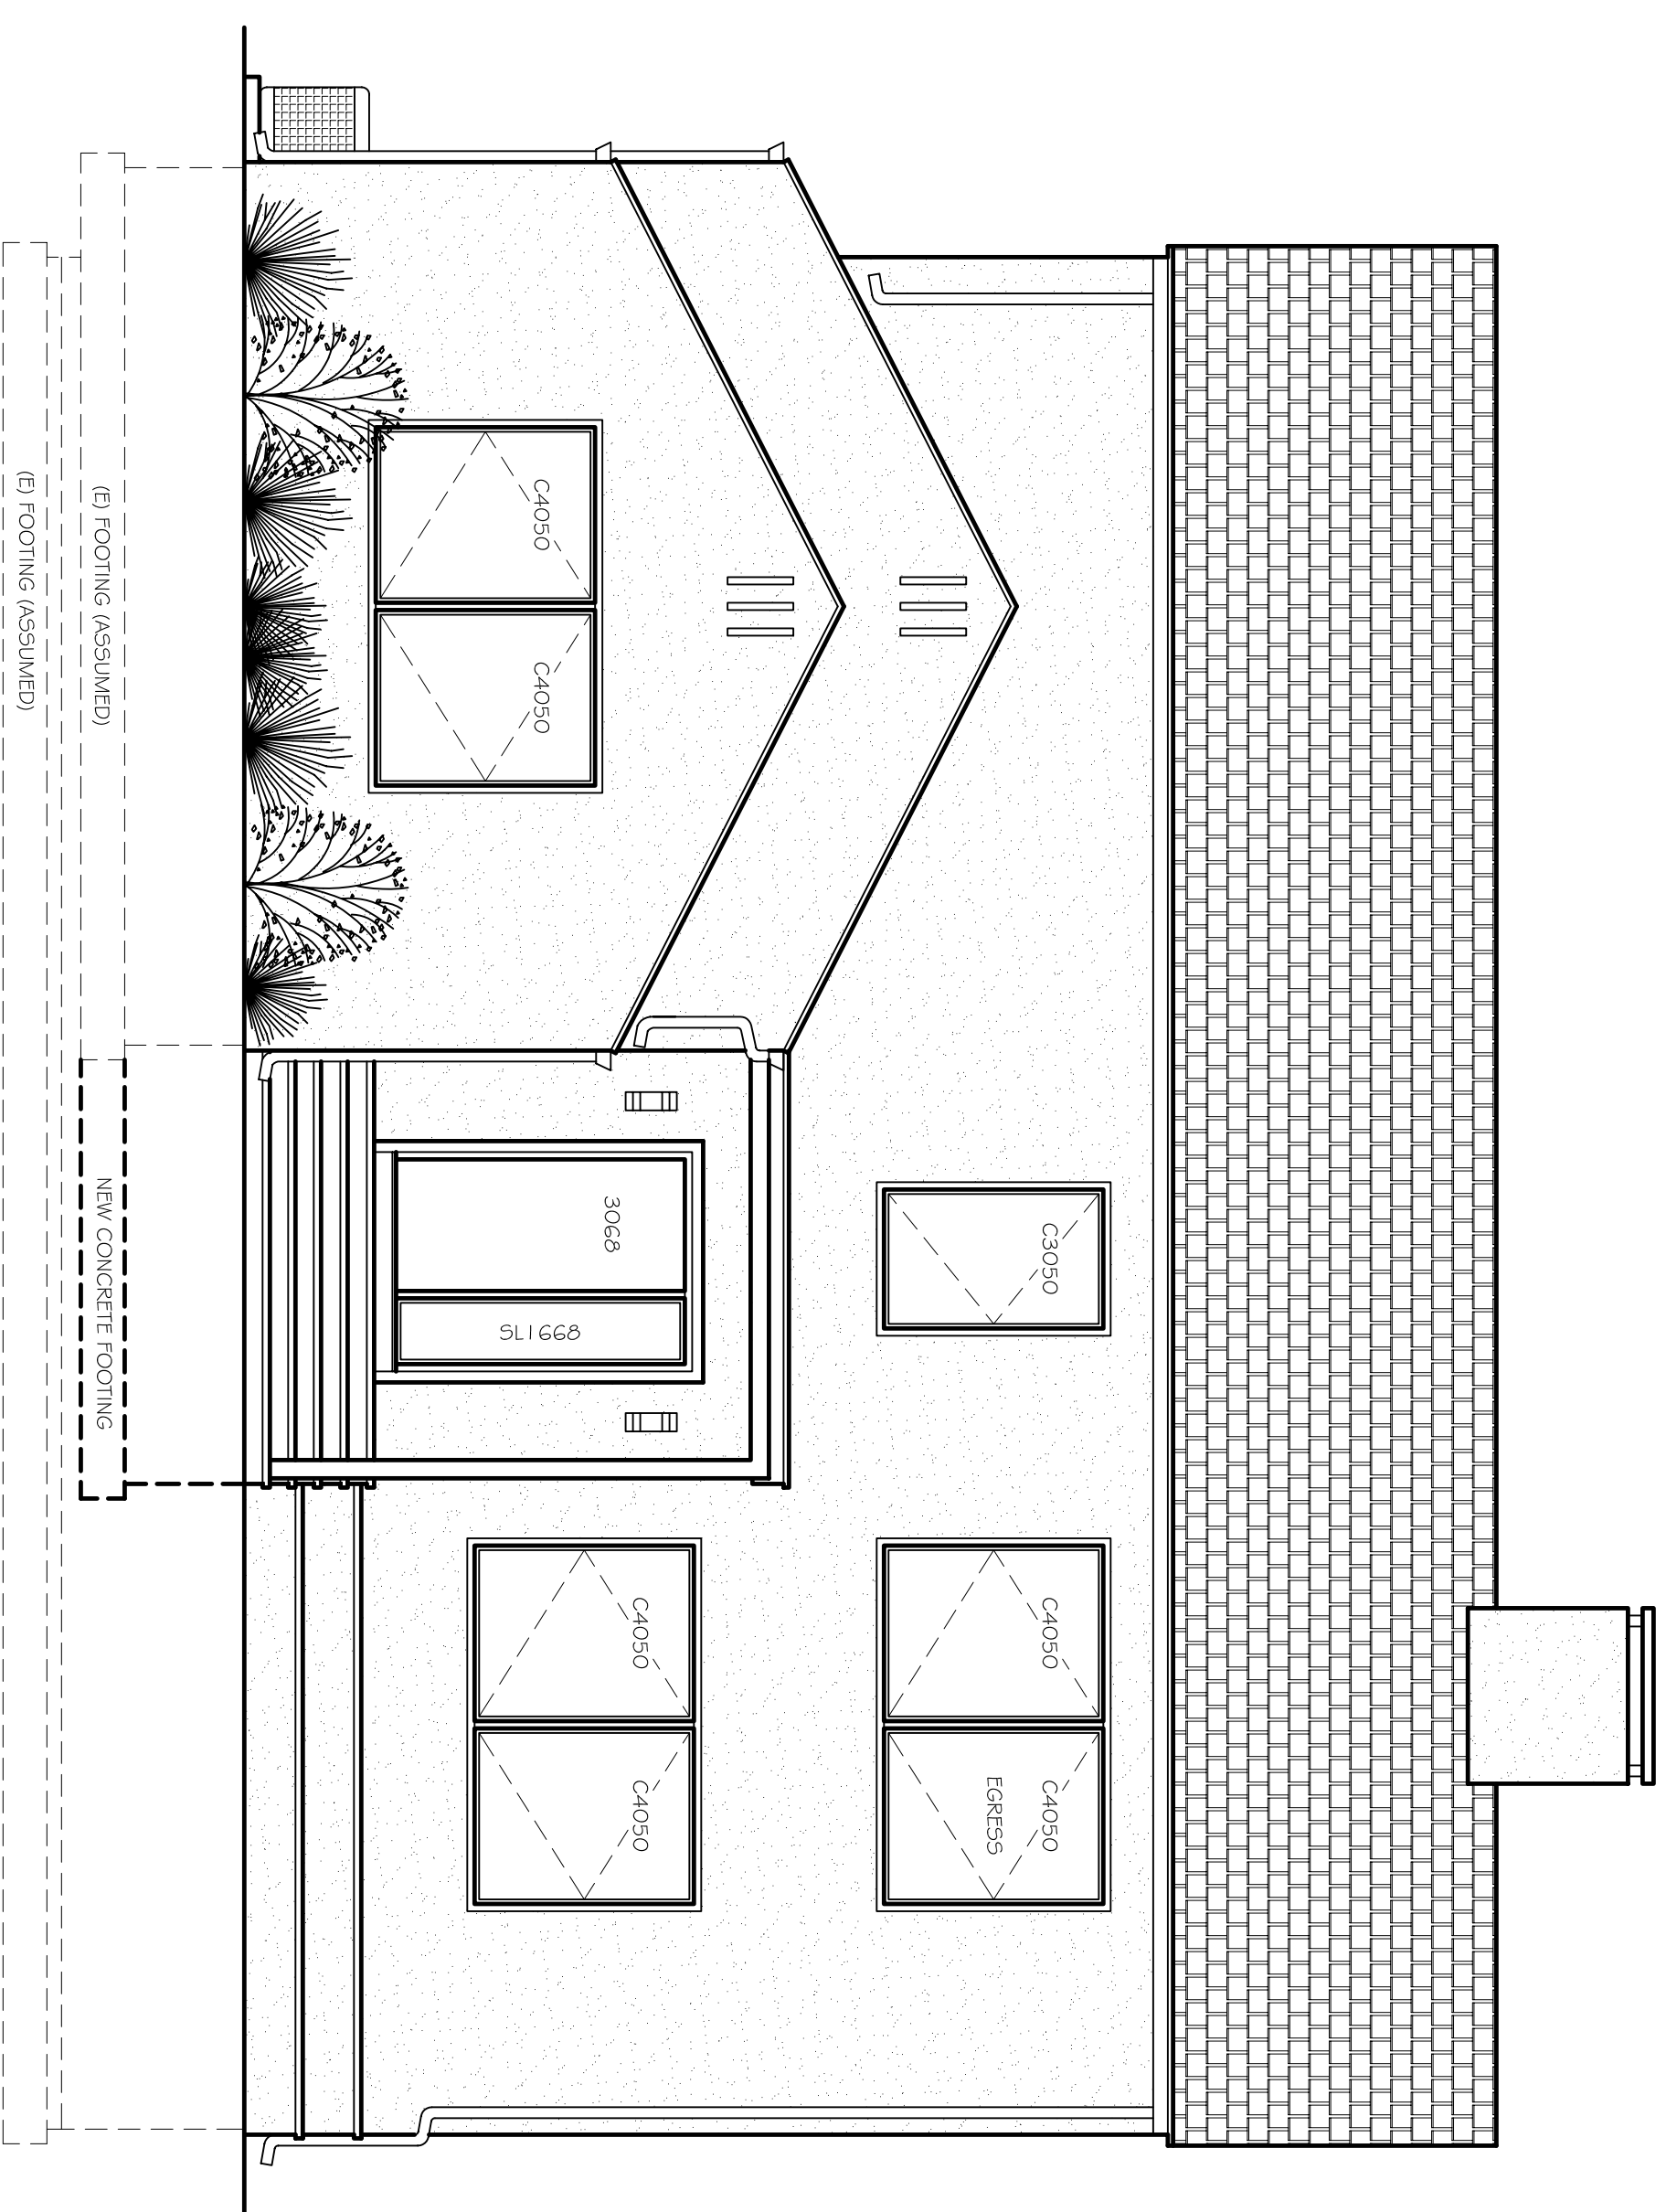 C3050
C4050
C4050
EGRESS
C4050
C4050
3068
SL1668
C4050
C4050
(E) FOOTING (ASSUMED)
NEW CONCRETE FOOTING
(E) FOOTING (ASSUMED)